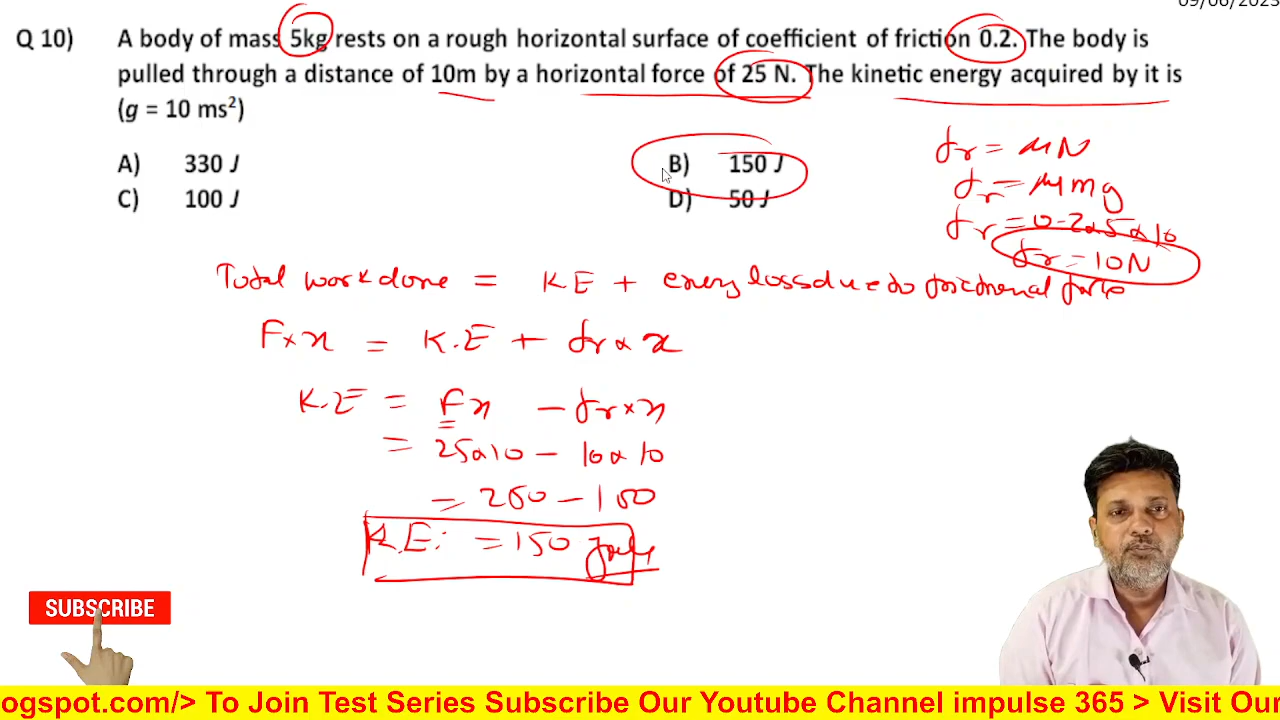 09/06/2023
Q 10) A body of mass 5kg rests on a rough horizontal surface of coefficient of friction 0.2. The body is
pulled through a distance of 10m by a horizontal force of 25 N. The kinetic energy acquired by it is
(g = 10 ms²)
A) 330 J B) 150 J
C) 100 J D) 50 J
fr = μN
fr = μmg
fr = 0.2×5×10
fr = 10N
Total workdone = KE + energy loss due to frictional force
F×x = K.E + fr×x
K.E = Fx - fr×x
= 25×10 - 10×10
= 250 - 100
K.E. = 150 Joule
SUBSCRIBE
ogspot.com/> To Join Test Series Subscribe Our Youtube Channel impulse 365 > Visit Our